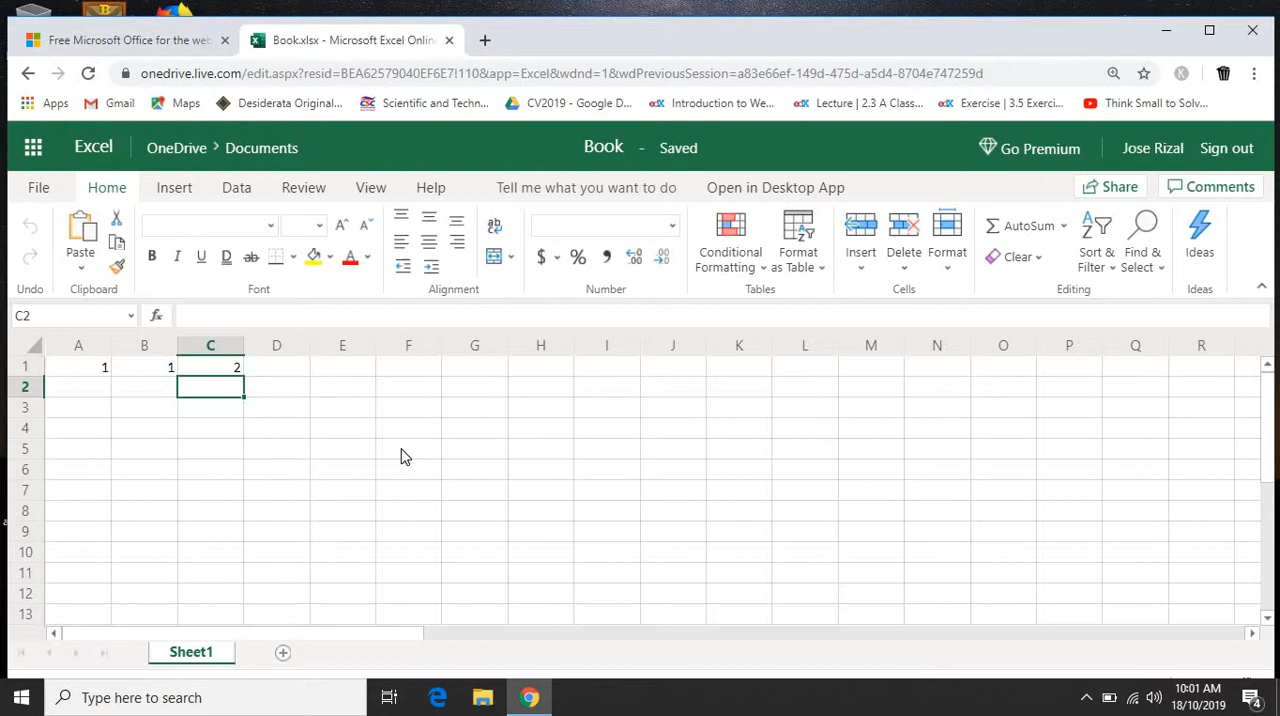 Free Microsoft Office for the web
Book.xlsx - Microsoft Excel Online
onedrive.live.com/edit.aspx?resid=BEA62579040EF6E7!110&app=Excel&wdnd=1&wdPreviousSession=a83e66ef-149d-475d-a5d4-8704e747259d
K
Apps Gmail Maps Desiderata Original... Scientific and Techn... CV2019 - Google D... Introduction to We... Lecture | 2.3 A Class... Exercise | 3.5 Exerci... Think Small to Solv...
Excel OneDrive > Documents Book - Saved Go Premium Jose Rizal Sign out
File Home Insert Data Review View Help Tell me what you want to do Open in Desktop App Share Comments
Paste
B I U D ab A
ab
$ % ,
Conditional Formatting
Format as Table
Insert Delete Format
AutoSum
Clear
Sort & Filter
Find & Select
Ideas
Undo Clipboard Font Alignment Number Tables Cells Editing Ideas
C2 fx
A B C D E F G H I J K L M N O P Q R
1 1 1 2
2
3
4
5
6
7
8
9
10
11
12
13
Sheet1
Type here to search
10:01 AM
18/10/2019
4